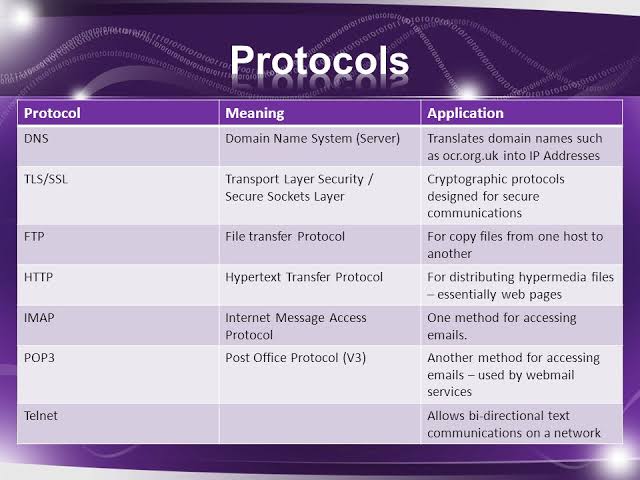 Protocols
Protocol Meaning Application
DNS Domain Name System (Server) Translates domain names such
as ocr.org.uk into IP Addresses
TLS/SSL Transport Layer Security / Cryptographic protocols
Secure Sockets Layer designed for secure
communications
FTP File transfer Protocol For copy files from one host to
another
HTTP Hypertext Transfer Protocol For distributing hypermedia files
– essentially web pages
IMAP Internet Message Access One method for accessing
Protocol emails.
POP3 Post Office Protocol (V3) Another method for accessing
emails – used by webmail
services
Telnet Allows bi-directional text
communications on a network